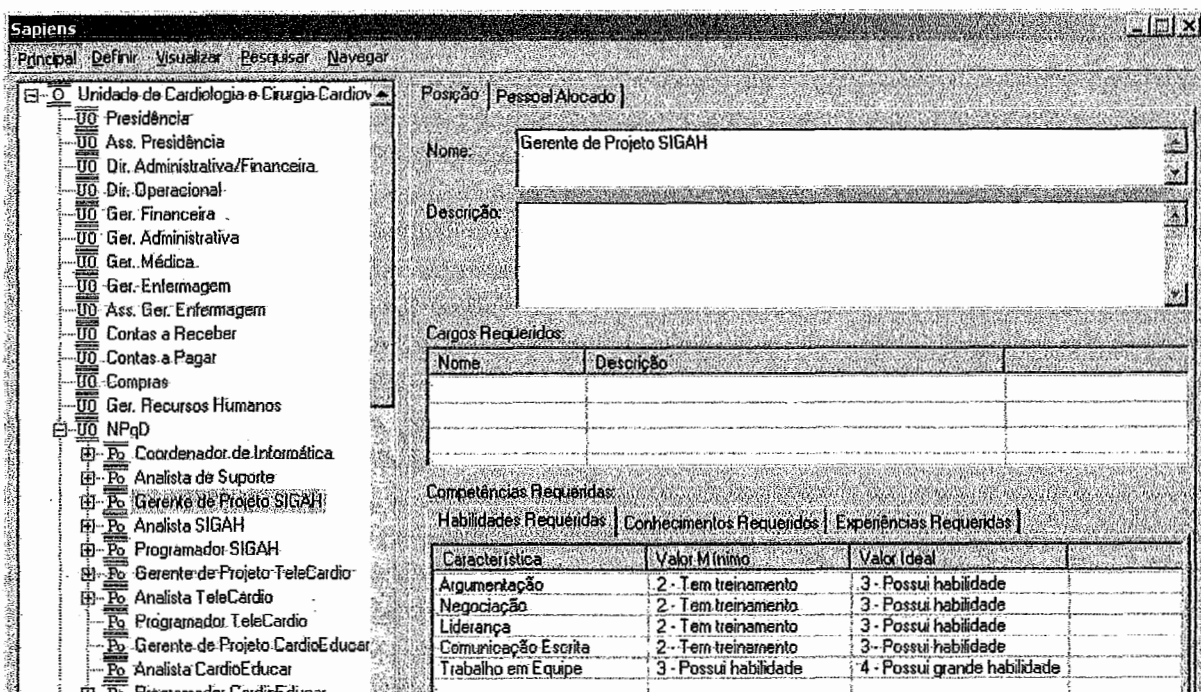 Sapiens
Principal Definir Visualizar Pesquisar Navegar
O Unidade de Cardiologia e Cirurgia Cardiov
UO Presidência
UO Ass. Presidência
UO Dir. Administrativa/Financeira
UO Dir. Operacional
UO Ger. Financeira
UO Ger. Administrativa
UO Ger. Médica
UO Ger. Enfermagem
UO Ass. Ger. Enfermagem
UO Contas a Receber
UO Contas a Pagar
UO Compras
UO Ger. Recursos Humanos
UO NPqD
Po Coordenador de Informática
Po Analista de Suporte
Po Gerente de Projeto SIGAH
Po Analista SIGAH
Po Programador SIGAH
Po Gerente de Projeto TeleCardio
Po Analista TeleCardio
Po Programador TeleCardio
Po Gerente de Projeto CardioEducar
Po Analista CardioEducar
Po Programador CardioEducar
Posição Pessoal Alocado
Nome: Gerente de Projeto SIGAH
Descrição:
Cargos Requeridos:
Nome Descrição
Competências Requeridas:
Habilidades Requeridas Conhecimentos Requeridos Experiências Requeridas
Característica Valor Mínimo Valor Ideal
Argumentação 2 - Tem treinamento 3 - Possui habilidade
Negociação 2 - Tem treinamento 3 - Possui habilidade
Liderança 2 - Tem treinamento 3 - Possui habilidade
Comunicação Escrita 2 - Tem treinamento 3 - Possui habilidade
Trabalho em Equipe 3 - Possui habilidade 4 - Possui grande habilidade